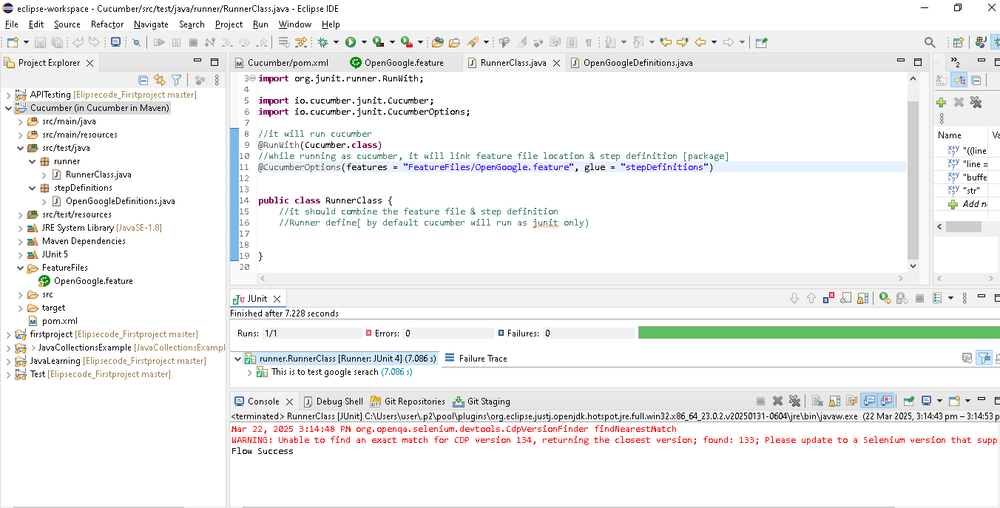 eclipse-workspace - Cucumber/src/test/java/runner/RunnerClass.java - Eclipse IDE
File Edit Source Refactor Navigate Search Project Run Window Help
Project Explorer
APITesting [Elipsecode_Firstproject master]
Cucumber (in Cucumber in Maven)
src/main/java
src/main/resources
src/test/java
runner
RunnerClass.java
stepDefinitions
OpenGoogleDefinitions.java
src/test/resources
JRE System Library [JavaSE-1.8]
Maven Dependencies
JUnit 5
FeatureFiles
OpenGoogle.feature
src
target
pom.xml
firstproject [Elipsecode_Firstproject master]
> JavaCollectionsExample [JavaCollectionsExampl
JavaLearning [Elipsecode_Firstproject master]
Test [Elipsecode_Firstproject master]
Cucumber/pom.xml OpenGoogle.feature RunnerClass.java OpenGoogleDefinitions.java
3 import org.junit.runner.RunWith;
4
5 import io.cucumber.junit.Cucumber;
6 import io.cucumber.junit.CucumberOptions;
7
8 //it will run cucumber
9 @RunWith(Cucumber.class)
10 //while running as cucumber, it will link feature file location & step definition [package]
11 @CucumberOptions(features = "FeatureFiles/OpenGoogle.feature", glue = "stepDefinitions")
12
13
14 public class RunnerClass {
15 //it should combine the feature file & step definition
16 //Runner define[ by default cucumber will run as junit only)
17
18
19 }
20
2
Name Va
"((line
"line =
"buffe
"str"
Add n
JUnit
Finished after 7.228 seconds
Runs: 1/1 Errors: 0 Failures: 0
runner.RunnerClass [Runner: JUnit 4] (7.086 s)
This is to test google serach (7.086 s)
Failure Trace
Console Debug Shell Git Repositories Git Staging
<terminated> RunnerClass [JUnit] C:\Users\user\.p2\pool\plugins\org.eclipse.justj.openjdk.hotspot.jre.full.win32.x86_64_23.0.2.v20250131-0604\jre\bin\javaw.exe (22 Mar 2025, 3:14:43 pm – 3:14:53 p
Mar 22, 2025 3:14:48 PM org.openqa.selenium.devtools.CdpVersionFinder findNearestMatch
WARNING: Unable to find an exact match for CDP version 134, returning the closest version; found: 133; Please update to a Selenium version that supp
Flow Success